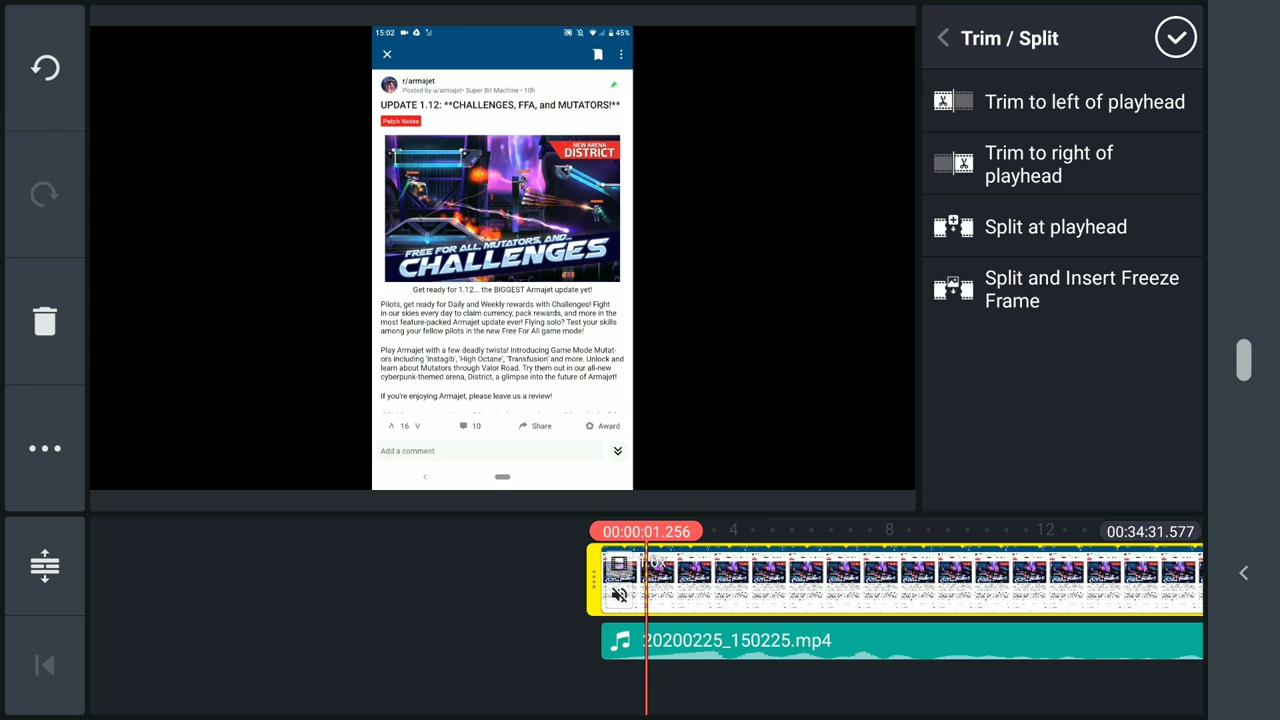 15:02
45%
r/armajet
Posted by u/armajet• Super Bit Machine • 10h
UPDATE 1.12: **CHALLENGES, FFA, and MUTATORS!**
Patch Notes
NEW ARENA
DISTRICT
FREE FOR ALL, MUTATORS, AND...
CHALLENGES
Get ready for 1.12... the BIGGEST Armajet update yet!
Pilots, get ready for Daily and Weekly rewards with Challenges! Fight
in our skies every day to claim currency, pack rewards, and more in the
most feature-packed Armajet update ever! Flying solo? Test your skills
among your fellow pilots in the new Free For All game mode!
Play Armajet with a few deadly twists! Introducing Game Mode Mutat-
ors including 'Instagib', 'High Octane', 'Transfusion' and more. Unlock and
learn about Mutators through Valor Road. Try them out in our all-new
cyberpunk-themed arena, District, a glimpse into the future of Armajet!
If you're enjoying Armajet, please leave us a review!
16
10
Share
Award
Add a comment
Trim / Split
Trim to left of playhead
Trim to right of
playhead
Split at playhead
Split and Insert Freeze
Frame
00:00:01.256
4
8
12
00:34:31.577
1.0x
20200225_150225.mp4